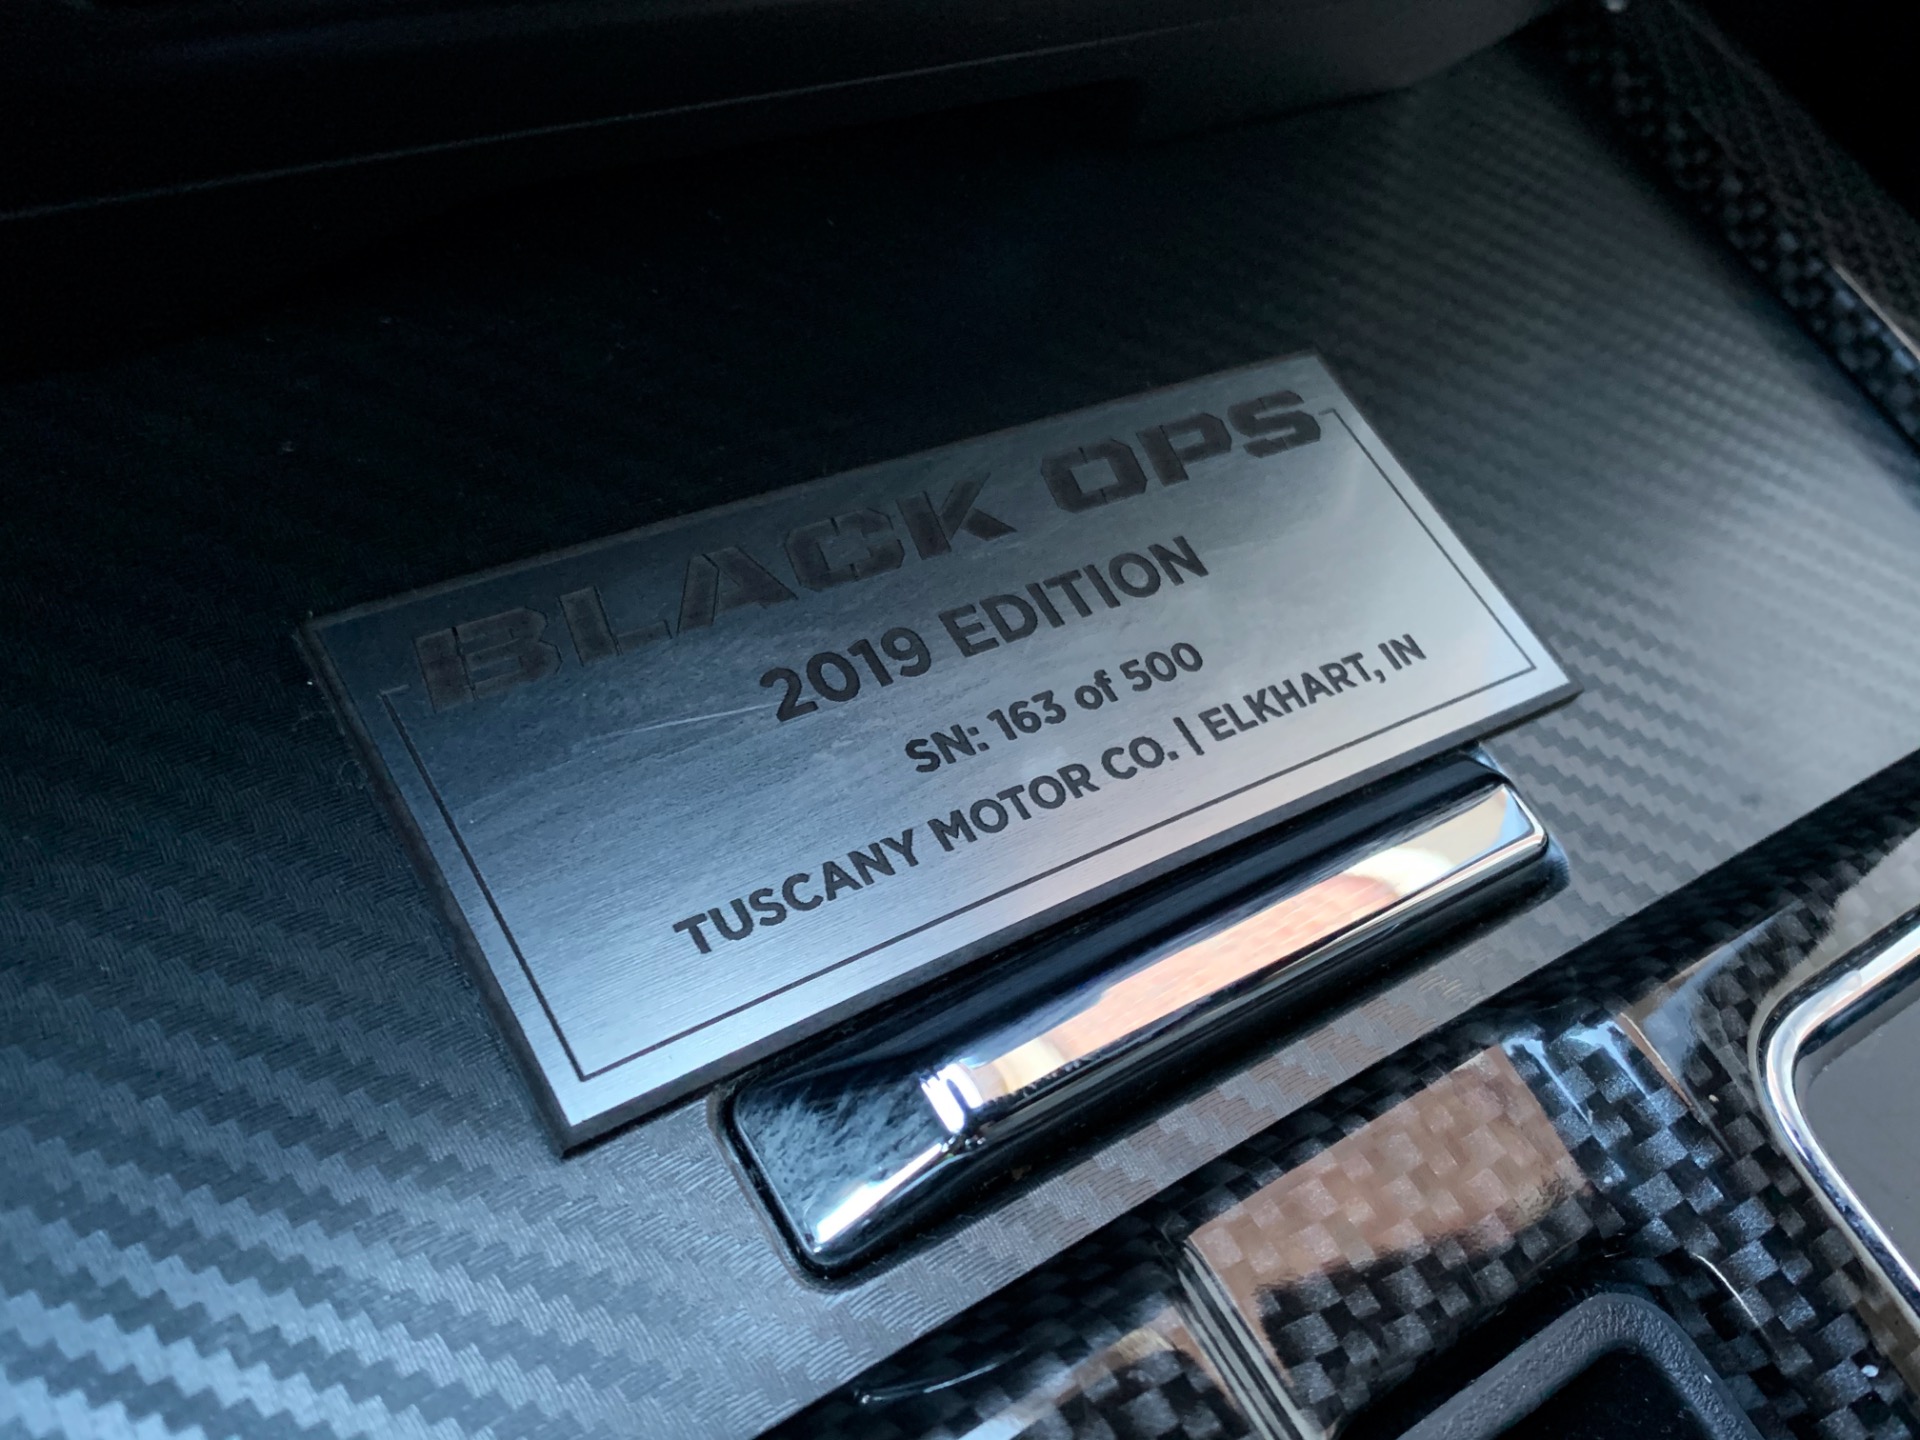 BLACK OPS
2019 EDITION
SN: 163 of 500
TUSCANY MOTOR CO. | ELKHART, IN